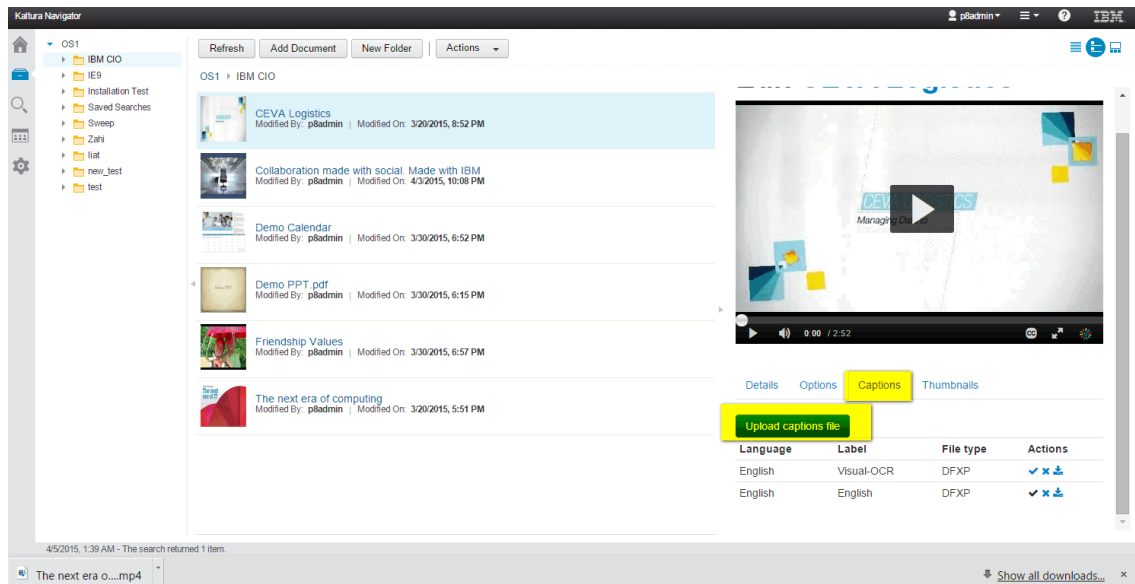 Kaltura Navigator
p8admin
?
IBM
OS1
IBM CIO
IE9
Installation Test
Saved Searches
Sweep
Zahi
liat
new_test
test
Refresh
Add Document
New Folder
Actions
OS1 IBM CIO
CEVA Logistics
Modified By: p8admin | Modified On: 3/20/2015, 8:52 PM
Collaboration made with social. Made with IBM
Modified By: p8admin | Modified On: 4/3/2015, 10:08 PM
Demo Calendar
Modified By: p8admin | Modified On: 3/30/2015, 6:52 PM
Demo PPT
Demo PPT.pdf
Modified By: p8admin | Modified On: 3/30/2015, 6:15 PM
Friendship Values
Modified By: p8admin | Modified On: 3/30/2015, 6:57 PM
The next era of computing
Modified By: p8admin | Modified On: 3/20/2015, 5:51 PM
Managing
0:00 / 2:52
CC
Details Options Captions Thumbnails
Upload captions file
Language Label File type Actions
English Visual-OCR DFXP
English English DFXP
4/5/2015, 1:39 AM - The search returned 1 item.
The next era o....mp4
Show all downloads...